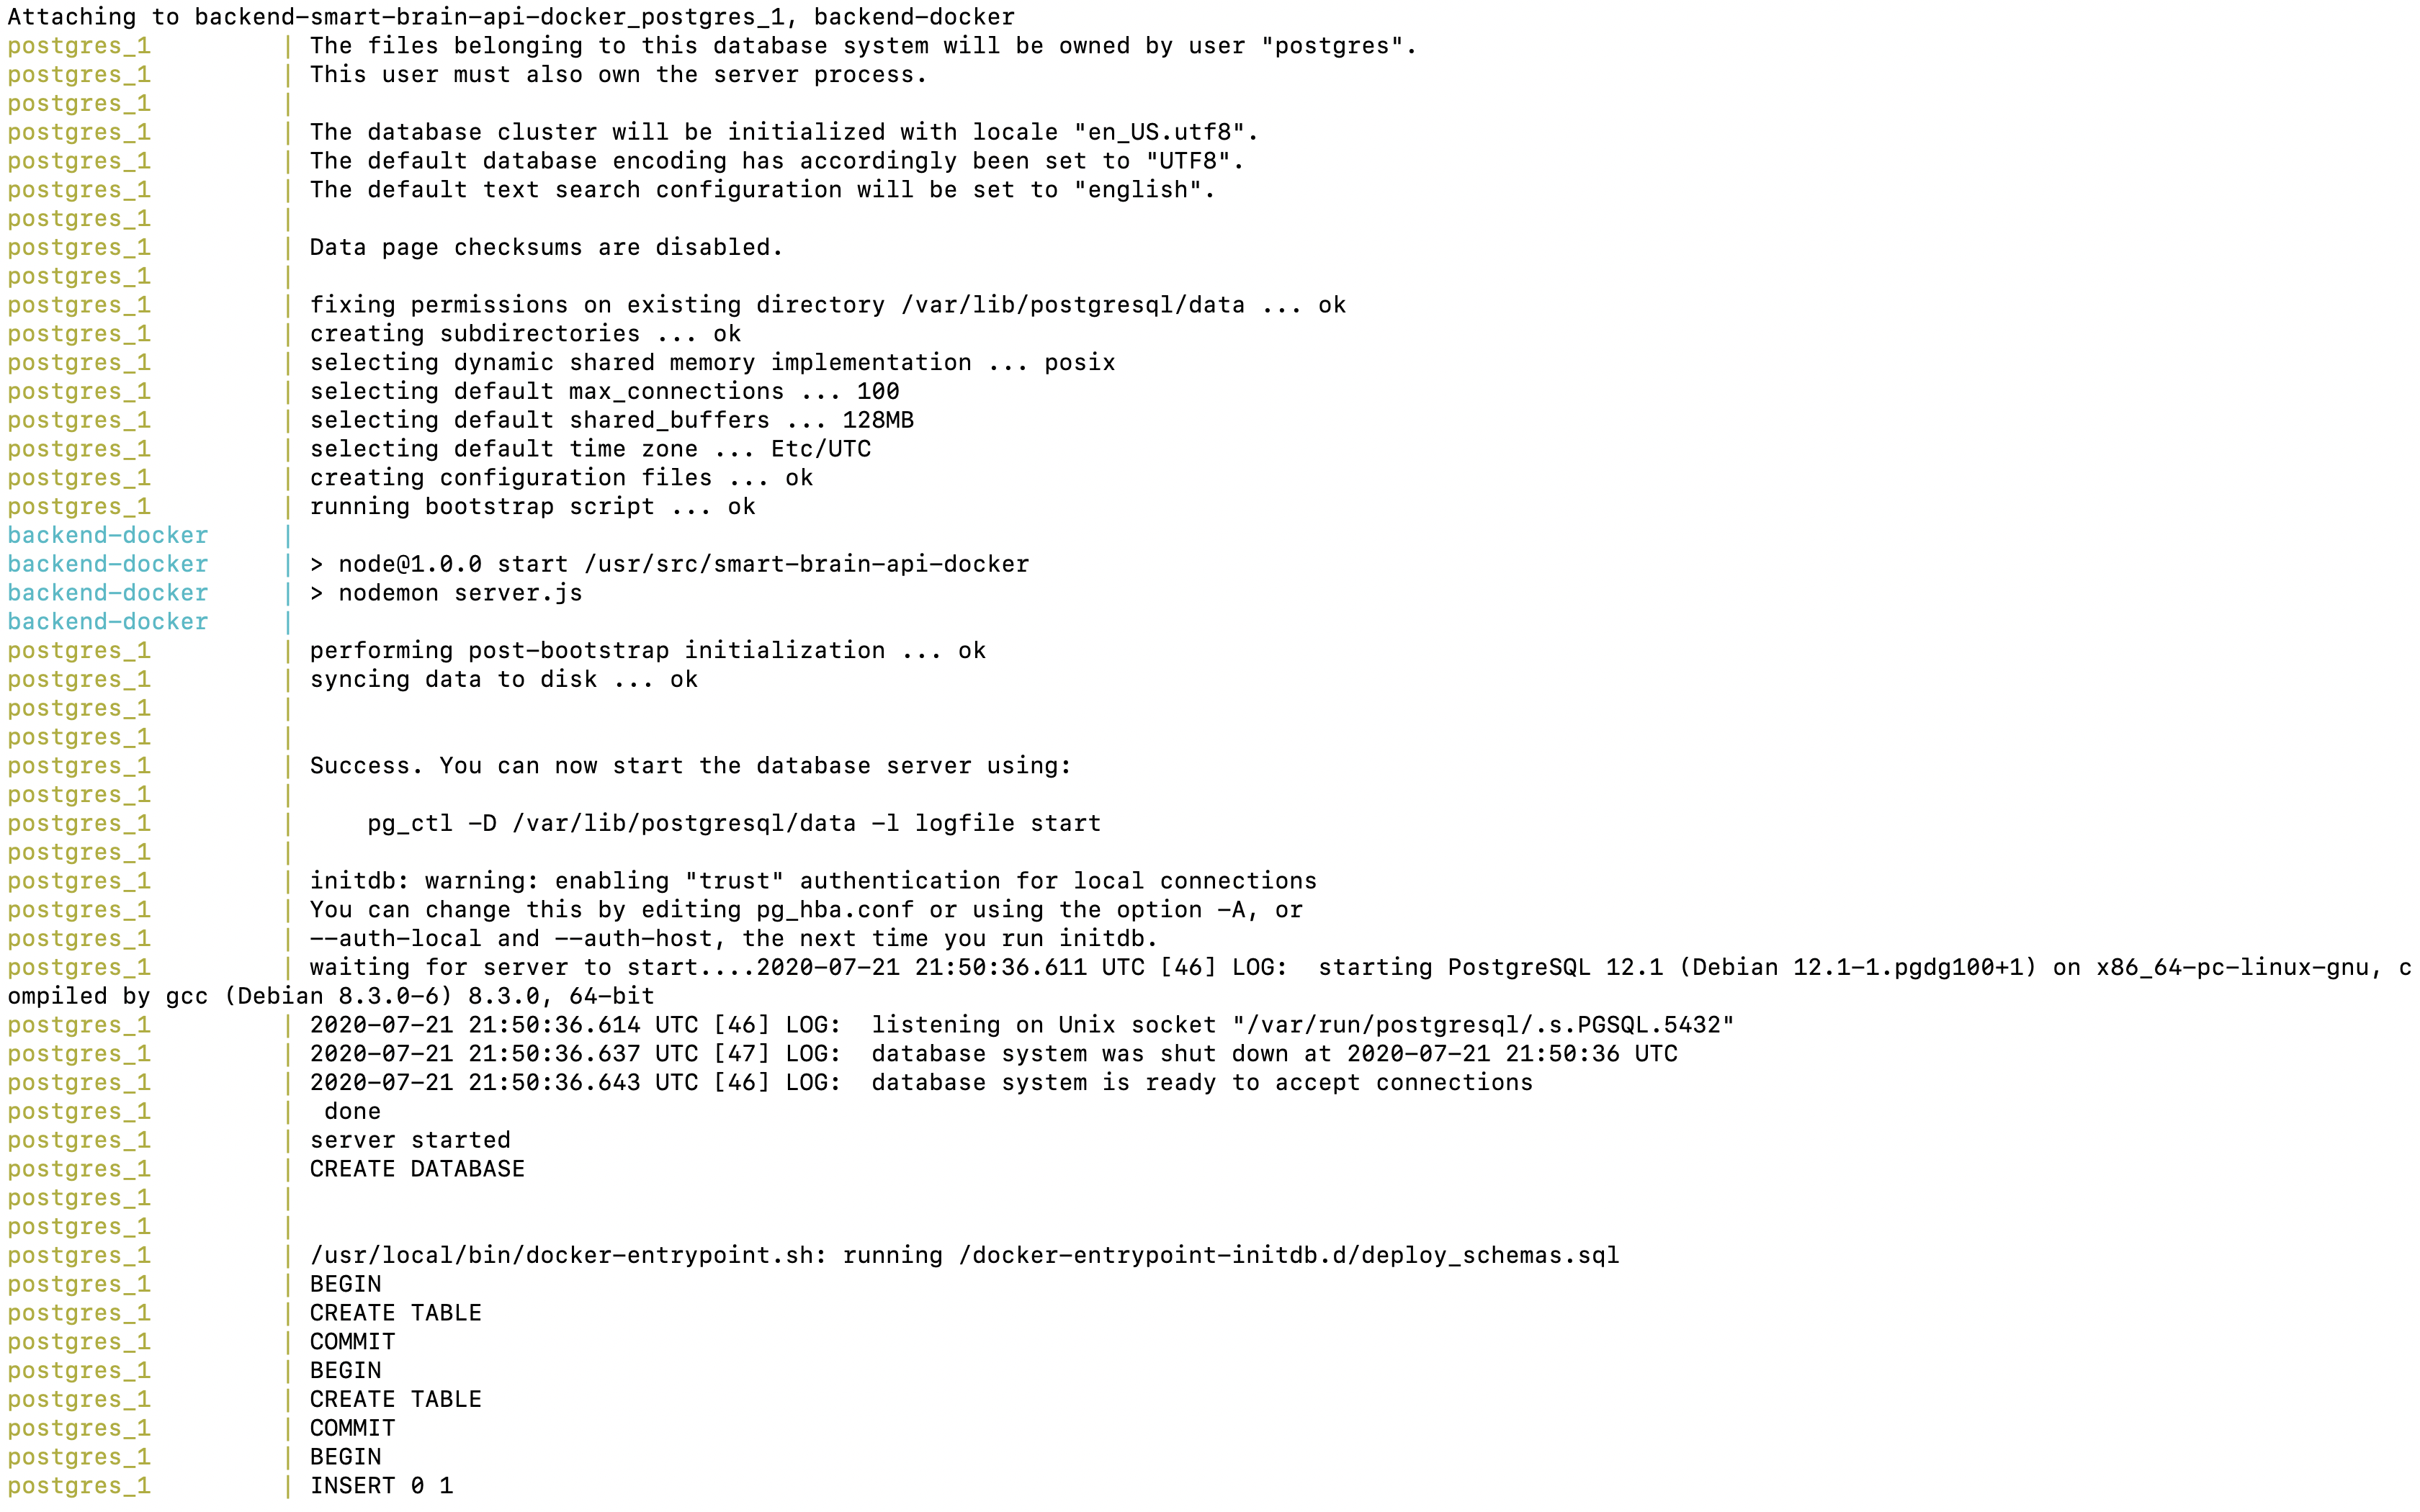 Attaching to backend-smart-brain-api-docker_postgres_1, backend-docker
postgres_1         | The files belonging to this database system will be owned by user "postgres".
postgres_1         | This user must also own the server process.
postgres_1         |
postgres_1         | The database cluster will be initialized with locale "en_US.utf8".
postgres_1         | The default database encoding has accordingly been set to "UTF8".
postgres_1         | The default text search configuration will be set to "english".
postgres_1         |
postgres_1         | Data page checksums are disabled.
postgres_1         |
postgres_1         | fixing permissions on existing directory /var/lib/postgresql/data ... ok
postgres_1         | creating subdirectories ... ok
postgres_1         | selecting dynamic shared memory implementation ... posix
postgres_1         | selecting default max_connections ... 100
postgres_1         | selecting default shared_buffers ... 128MB
postgres_1         | selecting default time zone ... Etc/UTC
postgres_1         | creating configuration files ... ok
postgres_1         | running bootstrap script ... ok
backend-docker     |
backend-docker     | > node@1.0.0 start /usr/src/smart-brain-api-docker
backend-docker     | > nodemon server.js
backend-docker     |
postgres_1         | performing post-bootstrap initialization ... ok
postgres_1         | syncing data to disk ... ok
postgres_1         |
postgres_1         |
postgres_1         | Success. You can now start the database server using:
postgres_1         |
postgres_1         |     pg_ctl -D /var/lib/postgresql/data -l logfile start
postgres_1         |
postgres_1         | initdb: warning: enabling "trust" authentication for local connections
postgres_1         | You can change this by editing pg_hba.conf or using the option -A, or
postgres_1         | --auth-local and --auth-host, the next time you run initdb.
postgres_1         | waiting for server to start....2020-07-21 21:50:36.611 UTC [46] LOG:  starting PostgreSQL 12.1 (Debian 12.1-1.pgdg100+1) on x86_64-pc-linux-gnu, c
ompiled by gcc (Debian 8.3.0-6) 8.3.0, 64-bit
postgres_1         | 2020-07-21 21:50:36.614 UTC [46] LOG:  listening on Unix socket "/var/run/postgresql/.s.PGSQL.5432"
postgres_1         | 2020-07-21 21:50:36.637 UTC [47] LOG:  database system was shut down at 2020-07-21 21:50:36 UTC
postgres_1         | 2020-07-21 21:50:36.643 UTC [46] LOG:  database system is ready to accept connections
postgres_1         |  done
postgres_1         | server started
postgres_1         | CREATE DATABASE
postgres_1         |
postgres_1         |
postgres_1         | /usr/local/bin/docker-entrypoint.sh: running /docker-entrypoint-initdb.d/deploy_schemas.sql
postgres_1         | BEGIN
postgres_1         | CREATE TABLE
postgres_1         | COMMIT
postgres_1         | BEGIN
postgres_1         | CREATE TABLE
postgres_1         | COMMIT
postgres_1         | BEGIN
postgres_1         | INSERT 0 1